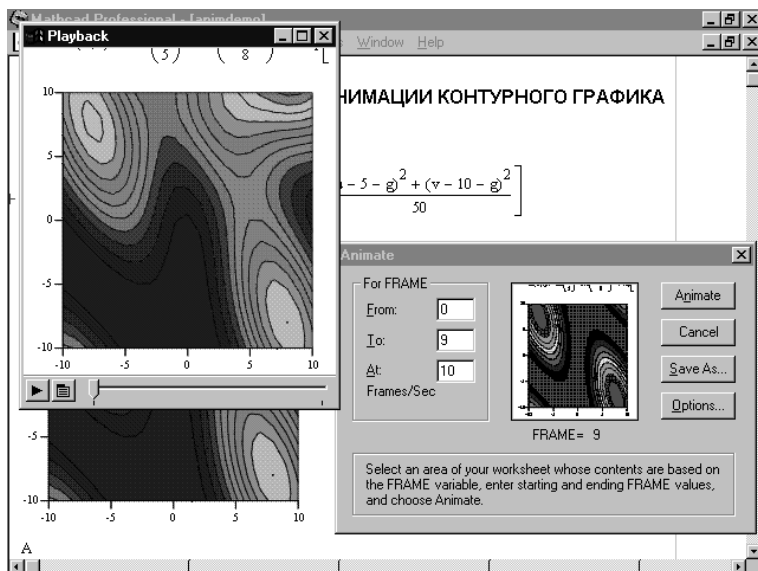 Mathcad Professional - [animdemo]
Playback
Window Help
(5) (8) [
НИМАЦИИ КОНТУРНОГО ГРАФИКА
- 5 - g)² + (v - 10 - g)²
50
10
5
0
-5
-10
-10 -5 0 5 10
-5
-10
-10 -5 0 5 10
A
Animate
For FRAME
From: 0
To: 9
At: 10
Frames/Sec
FRAME= 9
Animate
Cancel
Save As...
Options...
Select an area of your worksheet whose contents are based on
the FRAME variable, enter starting and ending FRAME values,
and choose Animate.